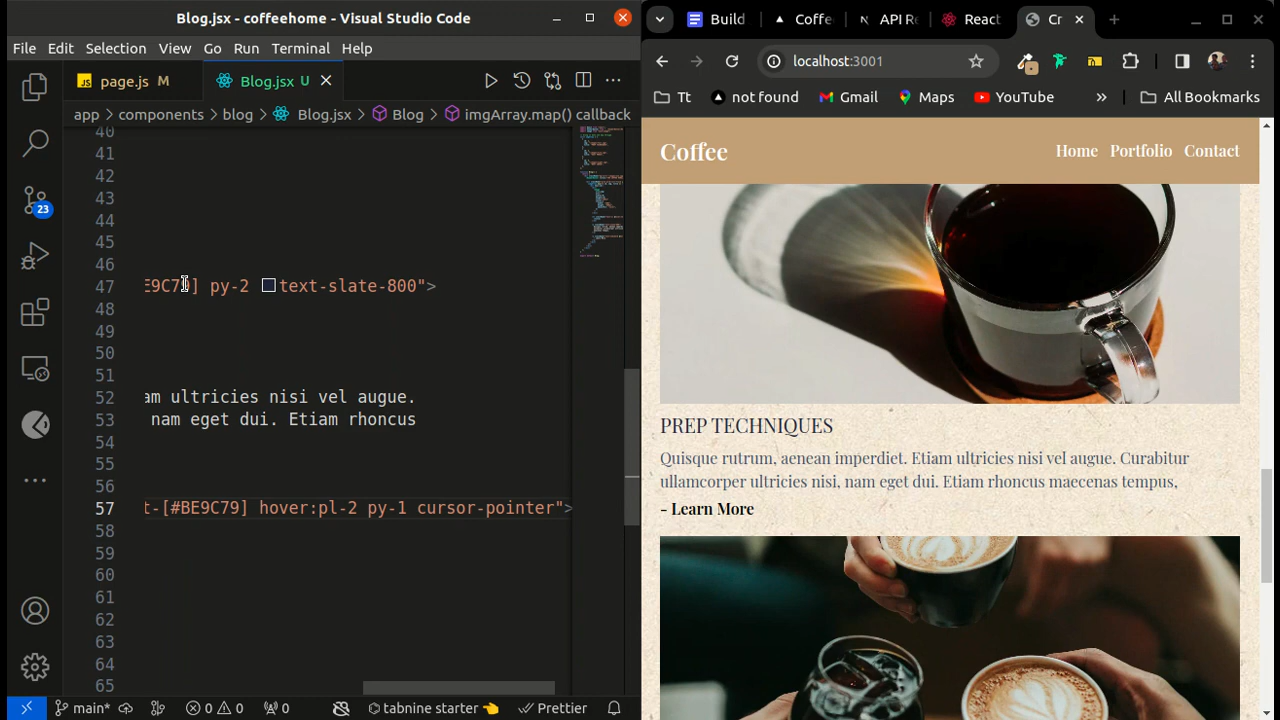 Blog.jsx - coffeehome - Visual Studio Code
File Edit Selection View Go Run Terminal Help
JS page.js M
Blog.jsx U
app > components > blog > Blog.jsx > Blog > imgArray.map() callback
40
41
42
43
44
45
46
47 E9C79] py-2 text-slate-800">
48
49
50
51
52 am ultricies nisi vel augue.
53 nam eget dui. Etiam rhoncus
54
55
56
57 t-[#BE9C79] hover:pl-2 py-1 cursor-pointer">
58
59
60
61
62
63
64
65
23
main* 0 0 0 tabnine starter Prettier
Build Coffe N API Re React Cr
localhost:3001
Tt not found Gmail Maps YouTube » All Bookmarks
Coffee Home Portfolio Contact
PREP TECHNIQUES
Quisque rutrum, aenean imperdiet. Etiam ultricies nisi vel augue. Curabitur
ullamcorper ultricies nisi, nam eget dui. Etiam rhoncus maecenas tempus,
- Learn More